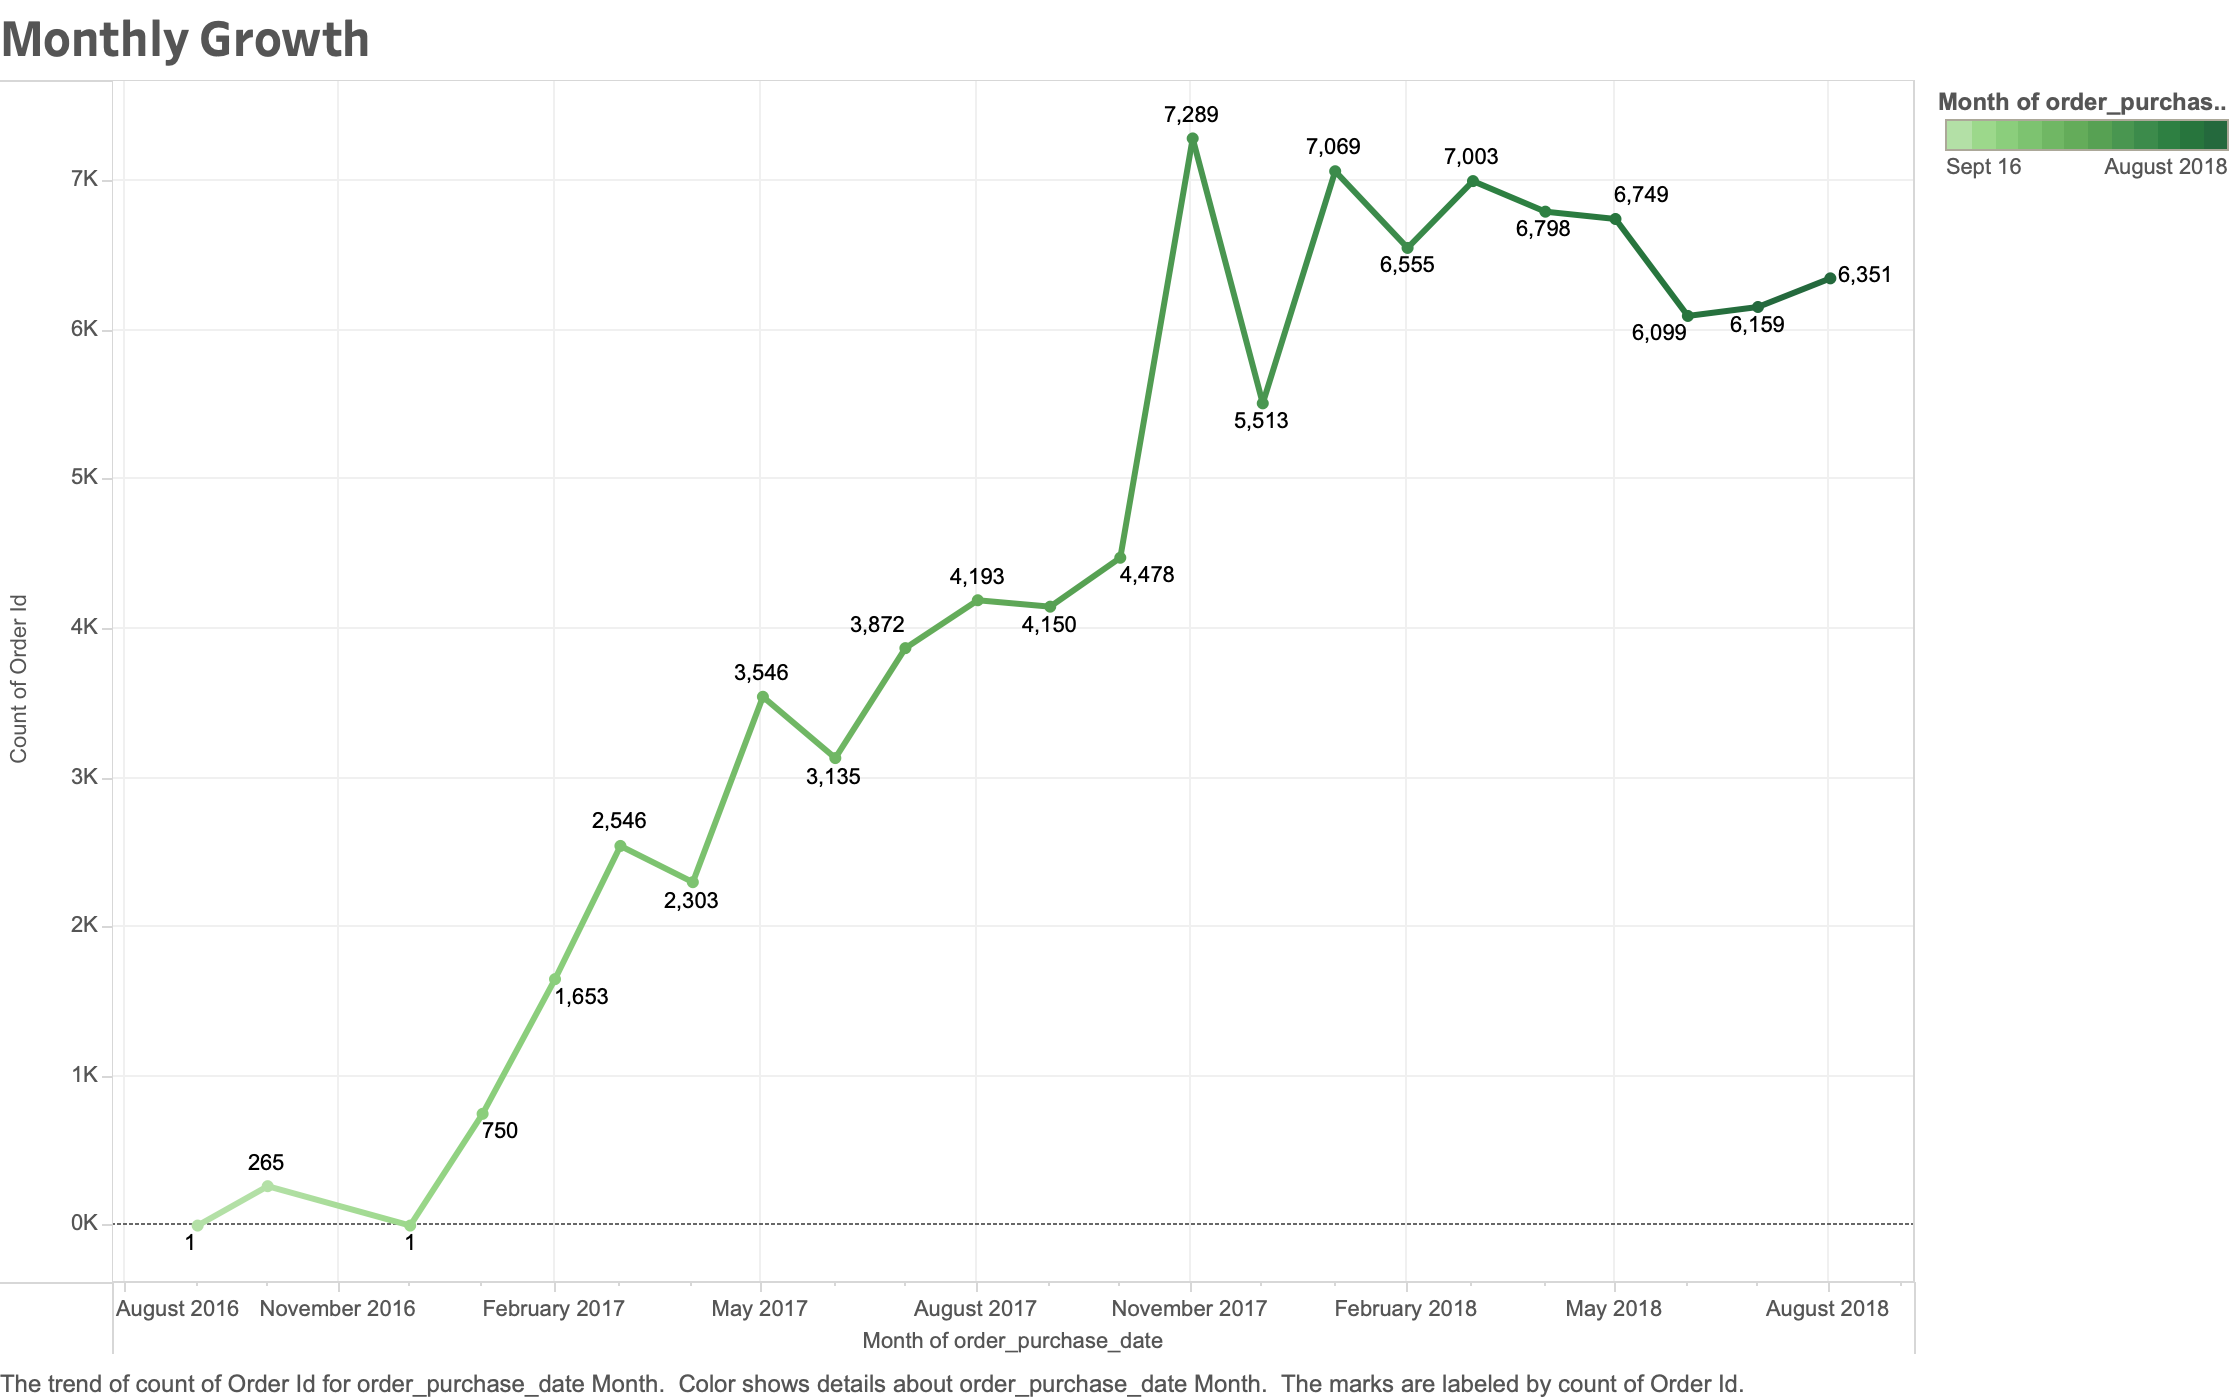 Monthly Growth
Month of order_purchas..
Sept 16 August 2018
7,289
7,069
7,003
7K
6,749
6,798
6,555
6,351
6K
6,099
6,159
5,513
5K
4,478
4,193
4,150
3,872
4K
Count of Order Id
3,546
3,135
3K
2,546
2,303
2K
1,653
1K
750
265
0K
1
1
August 2016 November 2016 February 2017 May 2017 August 2017 November 2017 February 2018 May 2018 August 2018
Month of order_purchase_date
The trend of count of Order Id for order_purchase_date Month.  Color shows details about order_purchase_date Month.  The marks are labeled by count of Order Id.